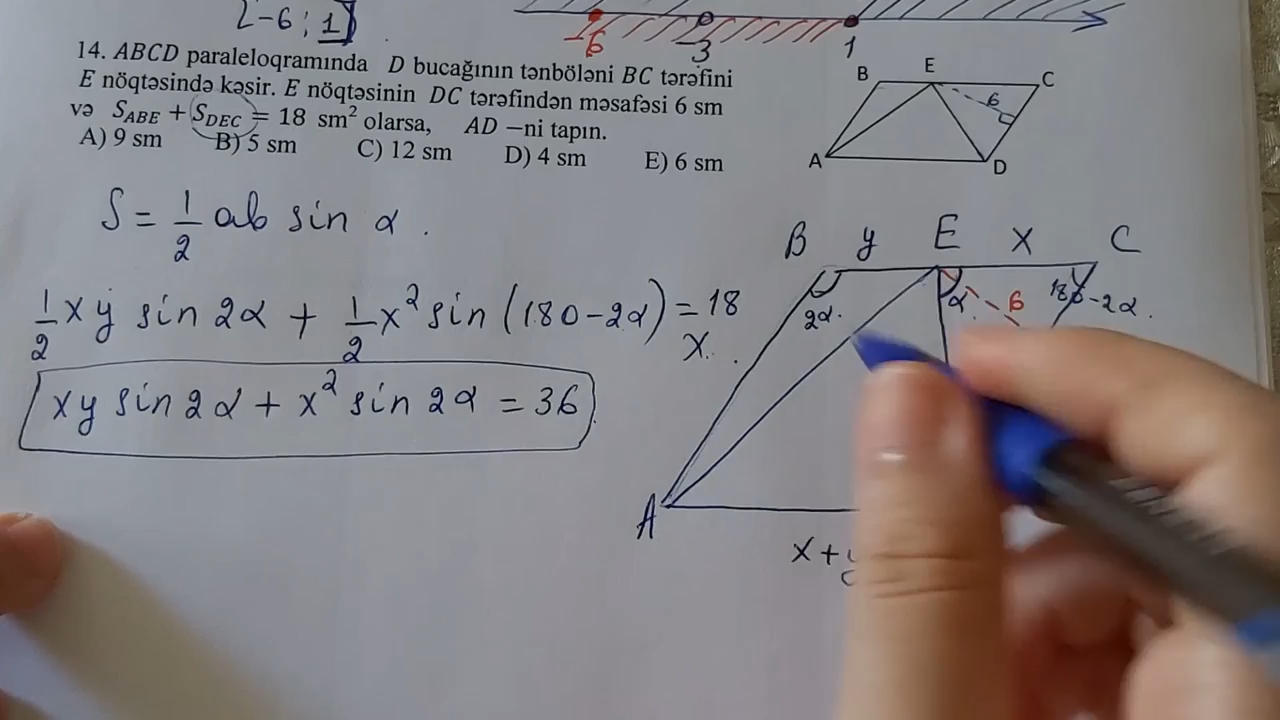 [-6; 1]
-6 -3 1
14. ABCD paraleloqramında D bucağının tənböləni BC tərəfini
E nöqtəsində kəsir. E nöqtəsinin DC tərəfindən məsafəsi 6 sm
və S_ABE + S_DEC = 18 sm² olarsa, AD –ni tapın.
A) 9 sm B) 5 sm C) 12 sm D) 4 sm E) 6 sm
B E C
6
A D
S = 1/2 ab sin α.
B y E x C
2α. α 6 180-2α.
1/2 xy sin 2α + 1/2 x² sin (180-2α) = 18
x.
xy sin 2α + x² sin 2α = 36
A
x+y